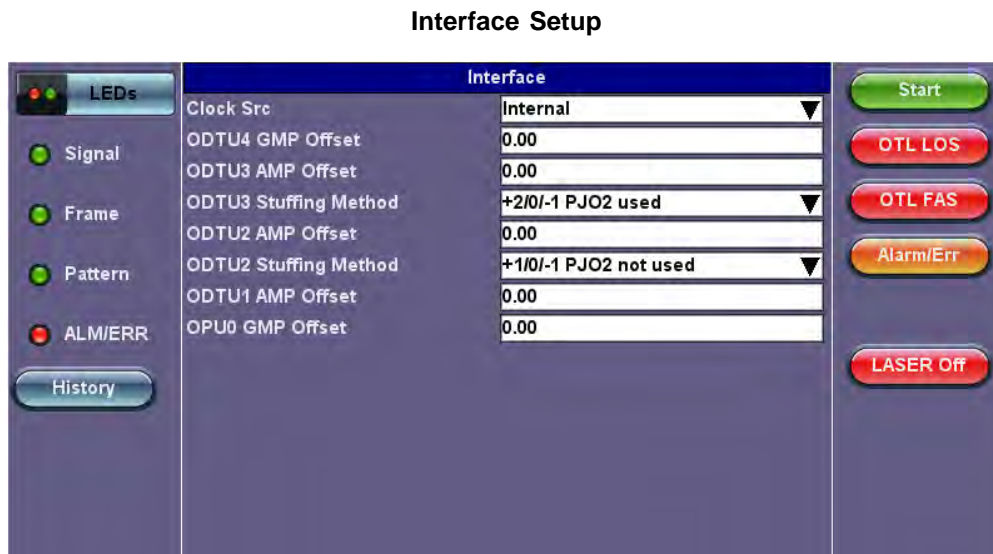 Interface Setup
LEDs
Signal
Frame
Pattern
ALM/ERR
History
Interface
Clock Src Internal
ODTU4 GMP Offset 0.00
ODTU3 AMP Offset 0.00
ODTU3 Stuffing Method +2/0/-1 PJO2 used
ODTU2 AMP Offset 0.00
ODTU2 Stuffing Method +1/0/-1 PJO2 not used
ODTU1 AMP Offset 0.00
OPU0 GMP Offset 0.00
Start
OTL LOS
OTL FAS
Alarm/Err
LASER Off